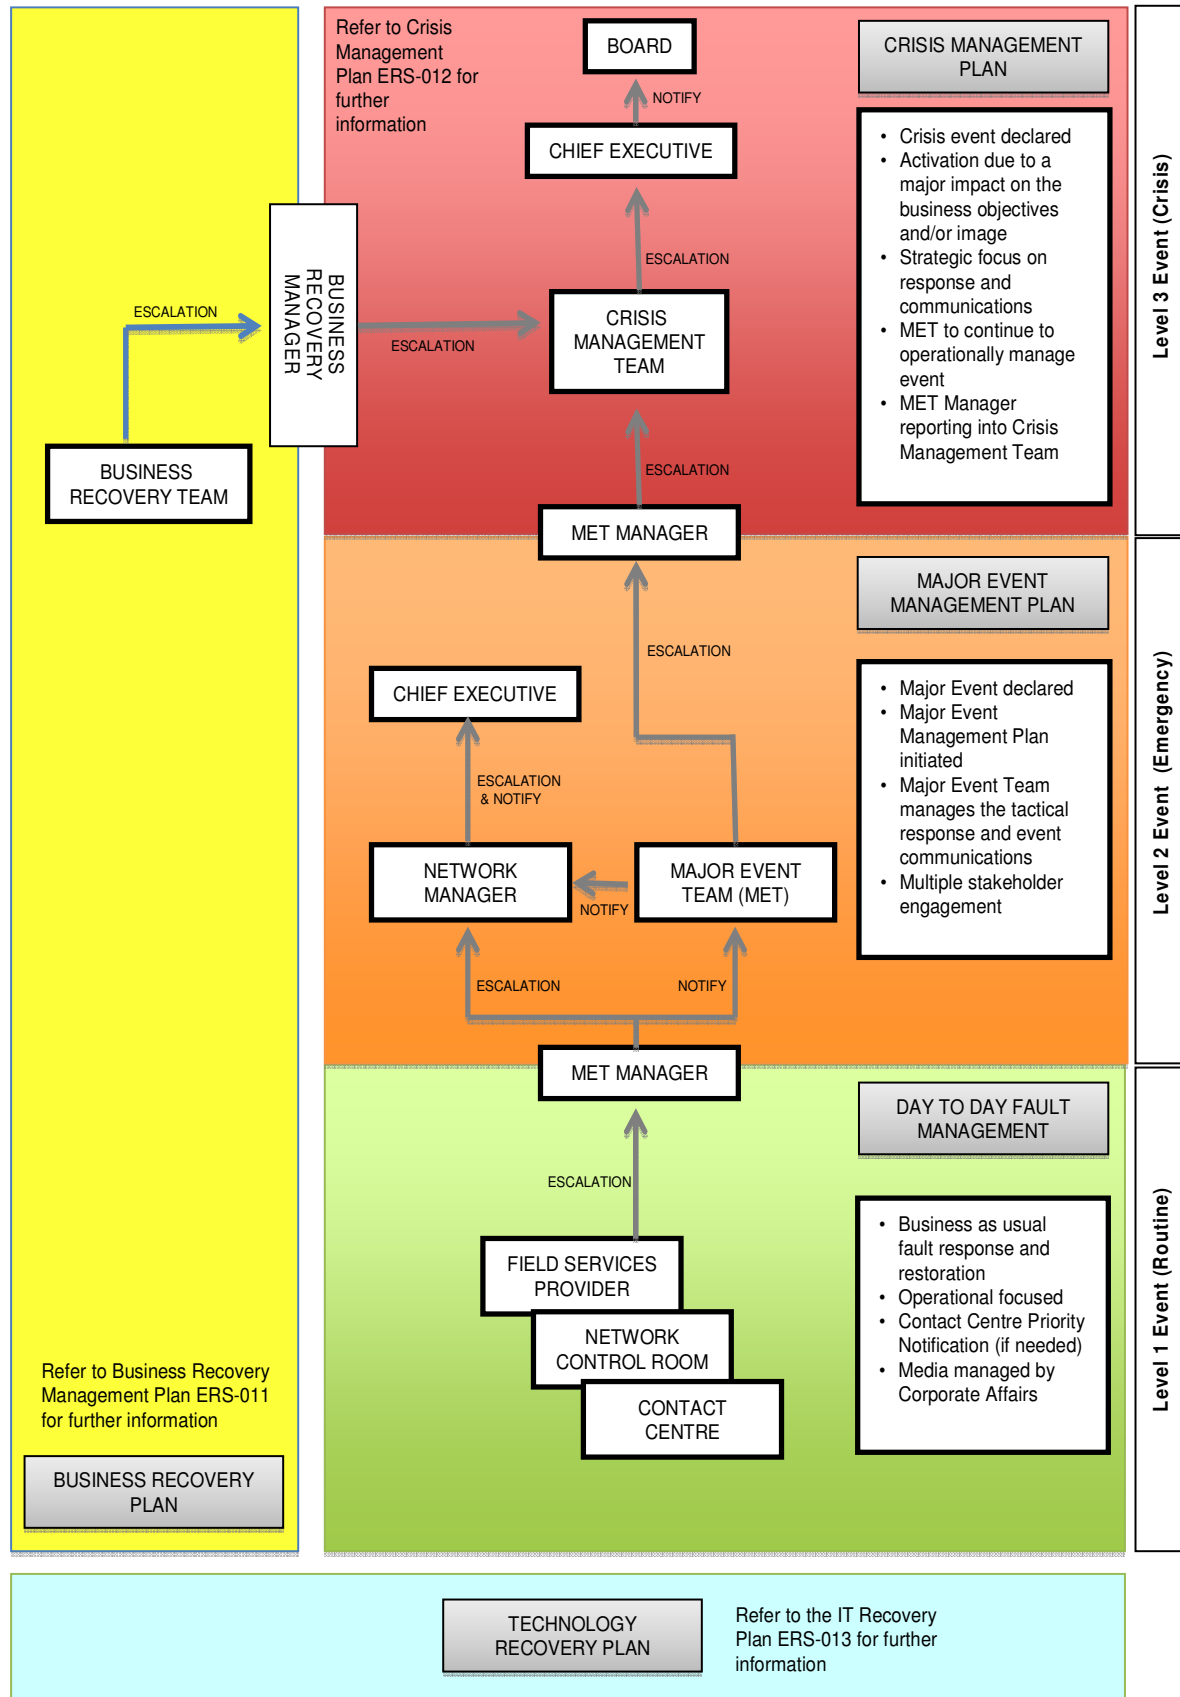 Refer to Crisis
Management
Plan ERS-012 for
further
information
BOARD
NOTIFY
CHIEF EXECUTIVE
ESCALATION
CRISIS
MANAGEMENT
TEAM
ESCALATION
MET MANAGER
CRISIS MANAGEMENT
PLAN
• Crisis event declared
• Activation due to a
major impact on the
business objectives
and/or image
• Strategic focus on
response and
communications
• MET to continue to
operationally manage
event
• MET Manager
reporting into Crisis
Management Team
Level 3 Event (Crisis)
ESCALATION
BUSINESS
RECOVERY
MANAGER
ESCALATION
BUSINESS
RECOVERY TEAM
MAJOR EVENT
MANAGEMENT PLAN
ESCALATION
CHIEF EXECUTIVE
ESCALATION
& NOTIFY
NETWORK
MANAGER
NOTIFY
MAJOR EVENT
TEAM (MET)
ESCALATION
NOTIFY
MET MANAGER
• Major Event declared
• Major Event
Management Plan
initiated
• Major Event Team
manages the tactical
response and event
communications
• Multiple stakeholder
engagement
Level 2 Event (Emergency)
DAY TO DAY FAULT
MANAGEMENT
ESCALATION
FIELD SERVICES
PROVIDER
NETWORK
CONTROL ROOM
CONTACT
CENTRE
• Business as usual
fault response and
restoration
• Operational focused
• Contact Centre Priority
Notification (if needed)
• Media managed by
Corporate Affairs
Level 1 Event (Routine)
Refer to Business Recovery
Management Plan ERS-011
for further information
BUSINESS RECOVERY
PLAN
TECHNOLOGY
RECOVERY PLAN
Refer to the IT Recovery
Plan ERS-013 for further
information